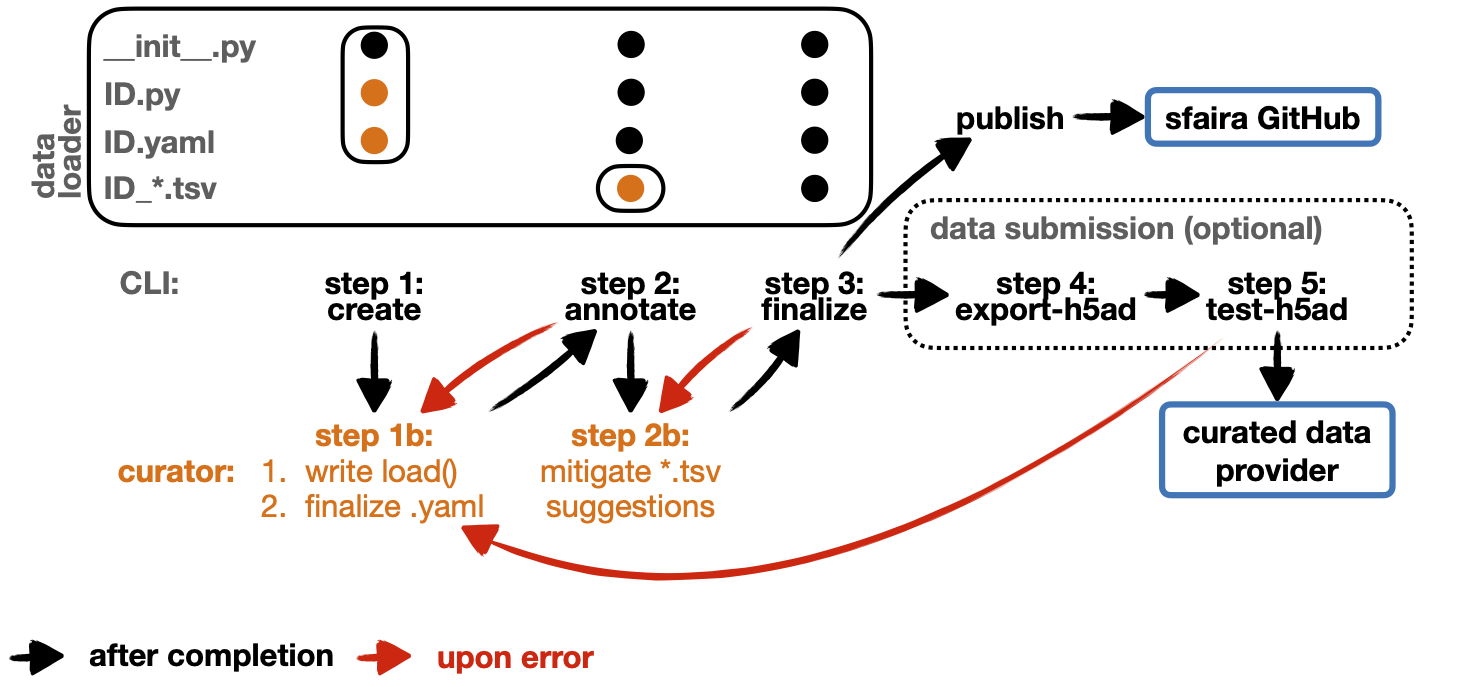 __init__.py
ID.py
ID.yaml
ID_*.tsv
data
loader
publish
sfaira GitHub
data submission (optional)
CLI:
step 1:
create
step 2:
annotate
step 3:
finalize
step 4:
export-h5ad
step 5:
test-h5ad
curator:
step 1b:
1. write load()
2. finalize .yaml
step 2b:
mitigate *.tsv
suggestions
curated data
provider
after completion
upon error